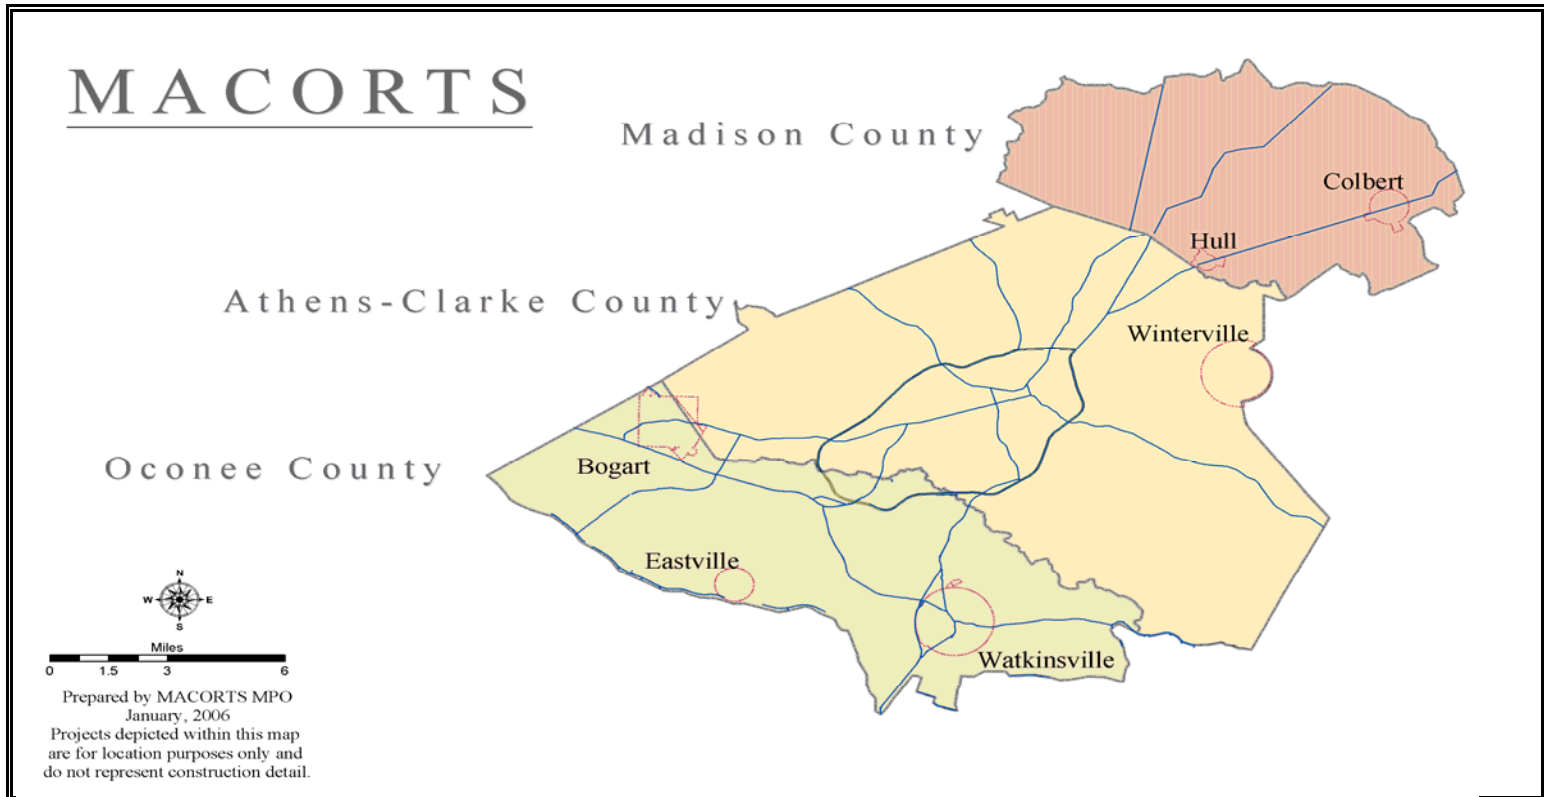 MACORTS
Madison County
Colbert
Hull
Athens-Clarke County
Winterville
Oconee County
Bogart
Eastville
Watkinsville
N
W E
S
Miles
0 1.5 3 6
Prepared by MACORTS MPO
January, 2006
Projects depicted within this map
are for location purposes only and
do not represent construction detail.